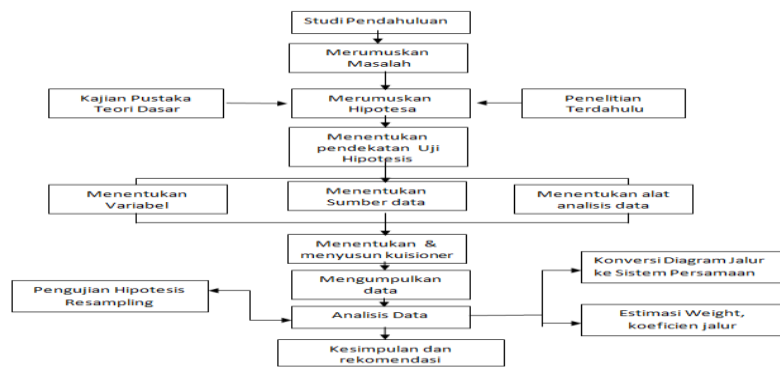 Studi Pendahuluan
Merumuskan
Masalah
Kajian Pustaka
Teori Dasar
Merumuskan
Hipotesa
Penelitian
Terdahulu
Menentukan
pendekatan Uji
Hipotesis
Menentukan
Variabel
Menentukan
Sumber data
Menentukan alat
analisis data
Menentukan &
menyusun kuisioner
Mengumpulkan
data
Konversi Diagram Jalur
ke Sistem Persamaan
Pengujian Hipotesis
Resampling
Analisis Data
Estimasi Weight,
koeficien jalur
Kesimpulan dan
rekomendasi